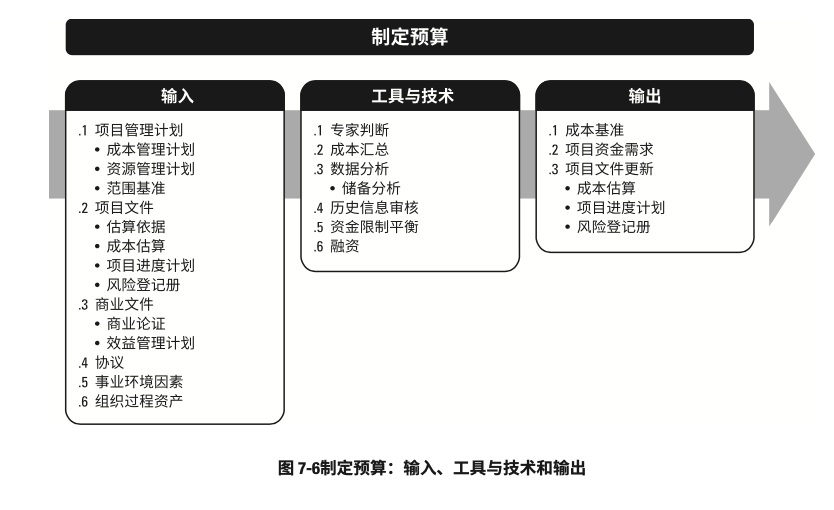 制定预算
输入
.1 项目管理计划
• 成本管理计划
• 资源管理计划
• 范围基准
.2 项目文件
• 估算依据
• 成本估算
• 项目进度计划
• 风险登记册
.3 商业文件
• 商业论证
• 效益管理计划
.4 协议
.5 事业环境因素
.6 组织过程资产
工具与技术
.1 专家判断
.2 成本汇总
.3 数据分析
• 储备分析
.4 历史信息审核
.5 资金限制平衡
.6 融资
输出
.1 成本基准
.2 项目资金需求
.3 项目文件更新
• 成本估算
• 项目进度计划
• 风险登记册
图 7-6制定预算：输入、工具与技术和输出